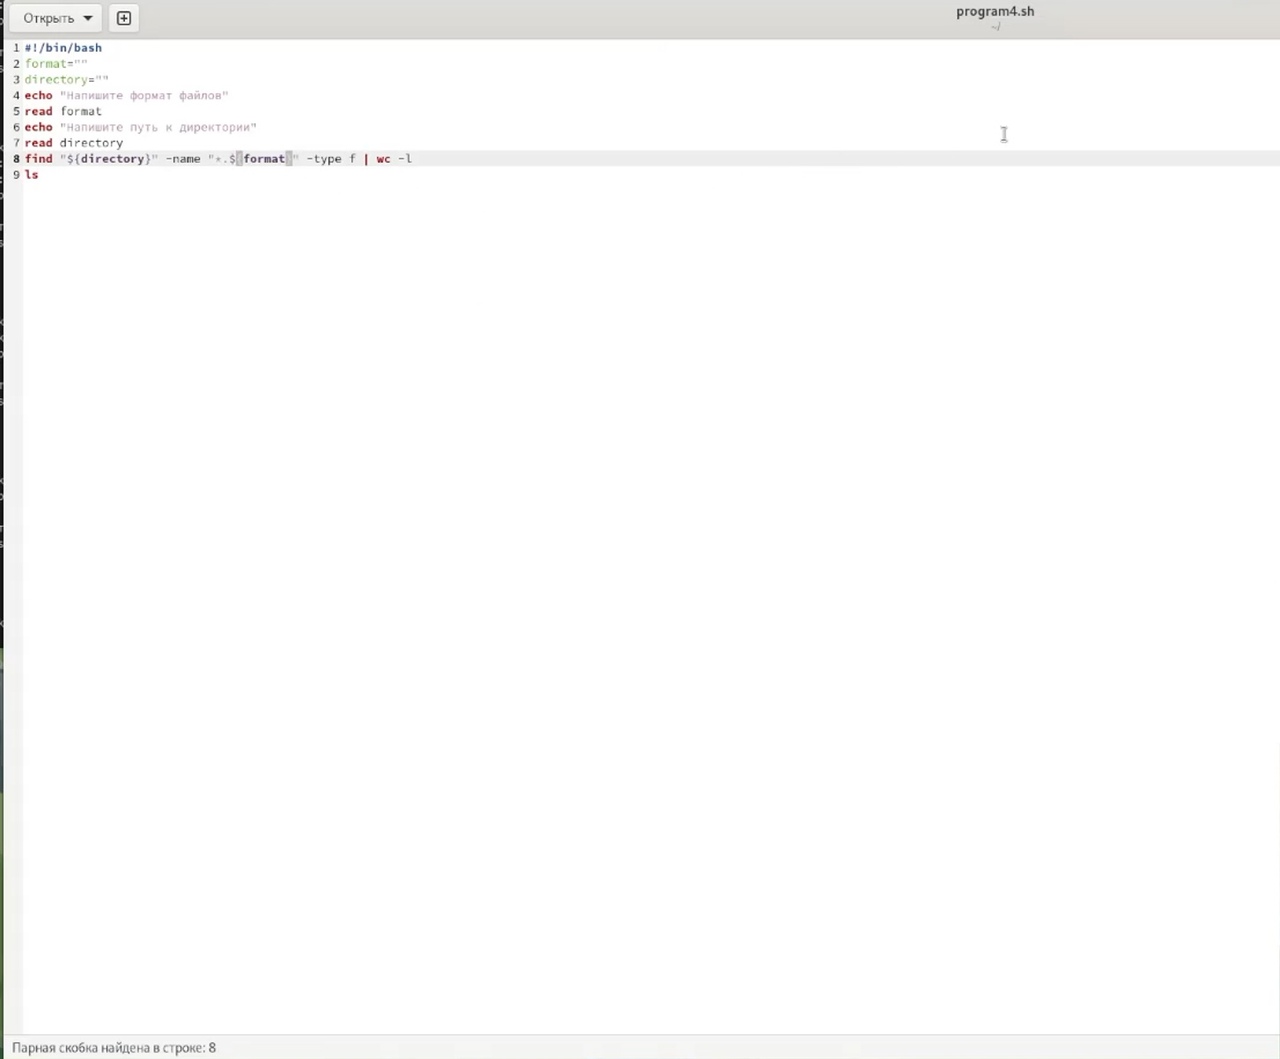 Открыть
program4.sh
~/
1 #!/bin/bash
2 format=""
3 directory=""
4 echo "Напишите формат файлов"
5 read format
6 echo "Напишите путь к директории"
7 read directory
8 find "${directory}" -name "*.${format}" -type f | wc -l
9 ls
Парная скобка найдена в строке: 8